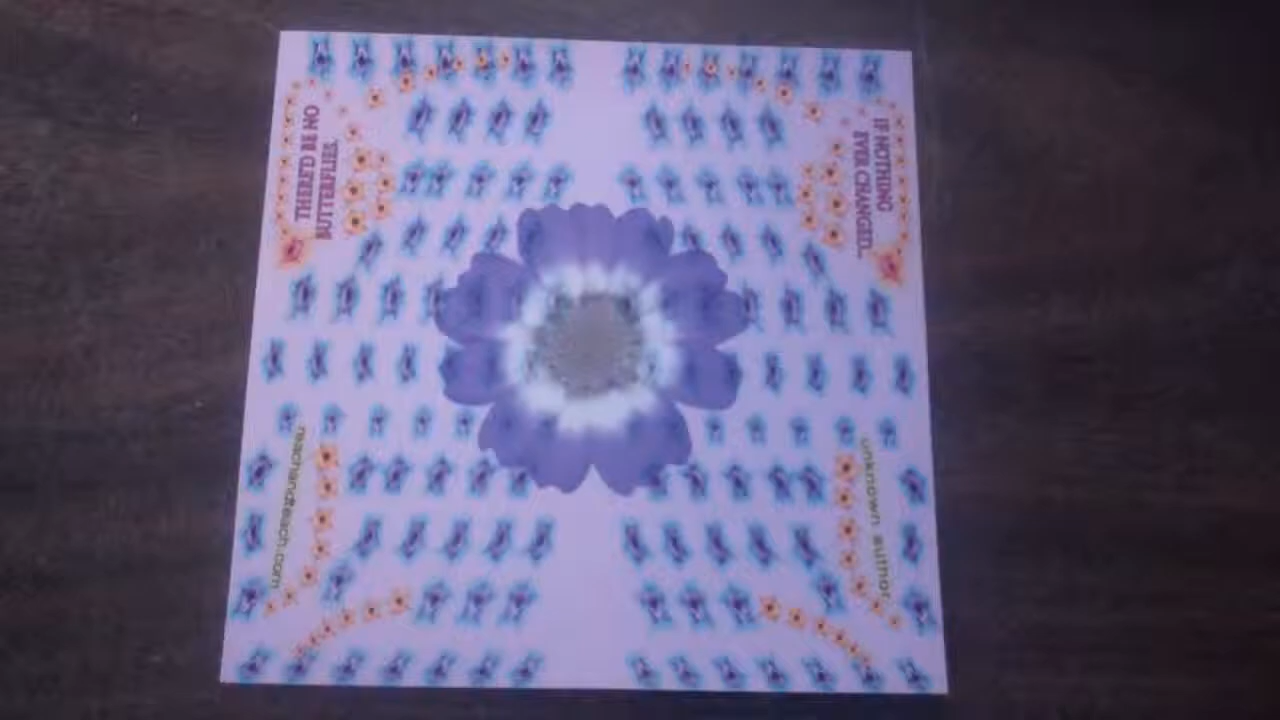 IF NOTHING
EVER CHANGED...
THERE'D BE NO
BUTTERFLIES.
unknown author
reachandteach.com